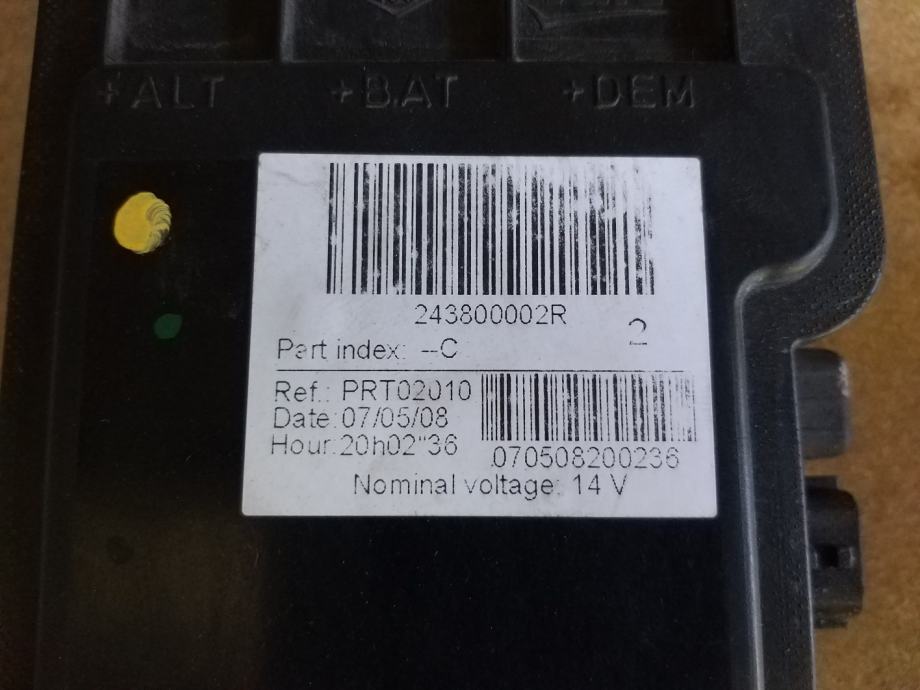 +ALT +BAT +DEM
243800002R
2
Part index: --C
Ref.: PRT02010
Date: 07/05/08
Hour: 20h02"36
070508200236
Nominal voltage: 14 V